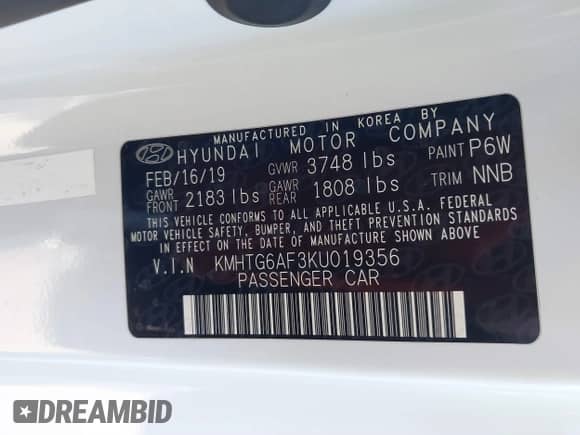 MANUFACTURED IN KOREA BY
HYUNDAI MOTOR COMPANY
FEB/16/19 GVWR 3748 lbs PAINT P6W
GAWR FRONT 2183 lbs GAWR REAR 1808 lbs TRIM NNB
THIS VEHICLE CONFORMS TO ALL APPLICABLE U.S.A. FEDERAL
MOTOR VEHICLE SAFETY, BUMPER, AND THEFT PREVENTION STANDARDS
IN EFFECT ON THE DATE OF MANUFACTURE SHOWN ABOVE
V.I.N KMHTG6AF3KU019356
PASSENGER CAR
DREAMBID